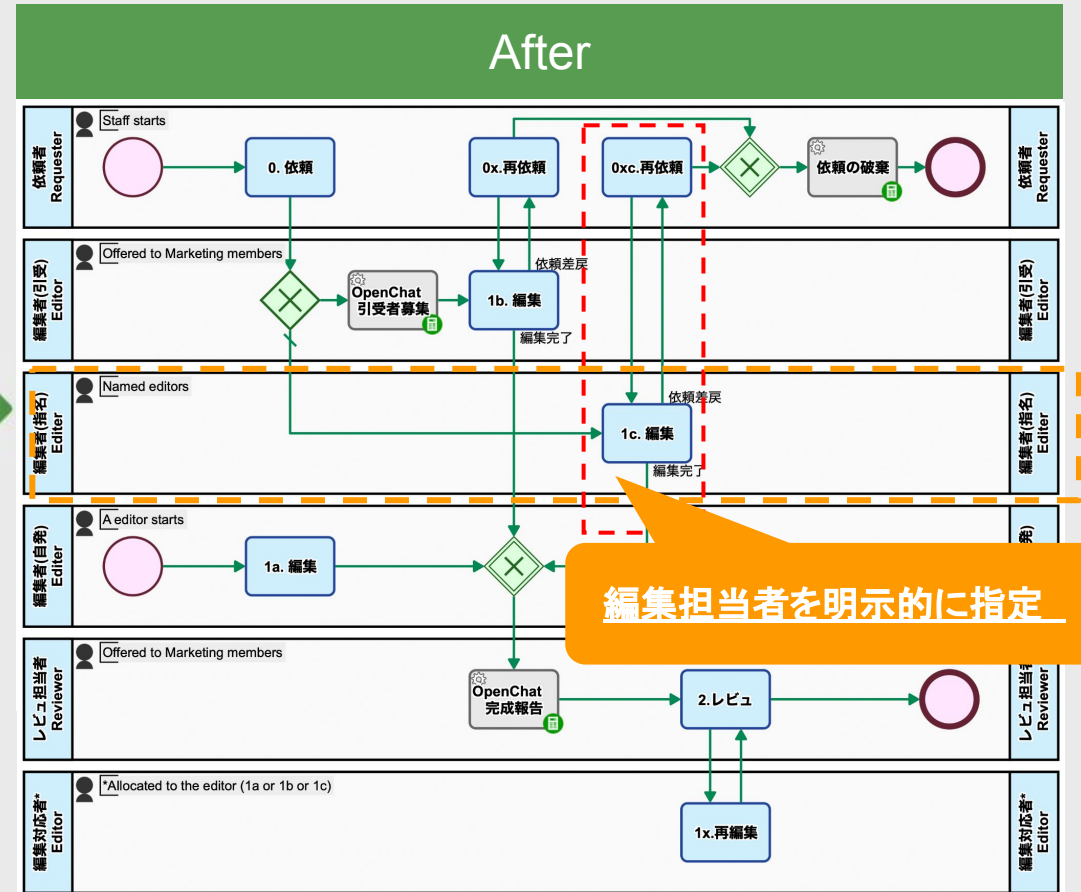 After
依頼者
Requester
Staff starts
0. 依頼
0x.再依頼
0xc.再依頼
依頼の破棄
依頼者
Requester
編集者(引受)
Editor
Offered to Marketing members
OpenChat
引受者募集
1b. 編集
依頼差戻
編集完了
編集者(引受)
Editor
編集者(指名)
Editer
Named editors
1c. 編集
依頼差戻
編集完了
編集者(指名)
Editer
編集者(自発)
Editer
A editor starts
1a. 編集
発)
編集担当者を明示的に指定
レビュ担当者
Reviewer
Offered to Marketing members
OpenChat
完成報告
2.レビュ
レビュ担当者
Reviewer
編集対応者*
Editor
*Allocated to the editor (1a or 1b or 1c)
1x.再編集
編集対応者*
Editor